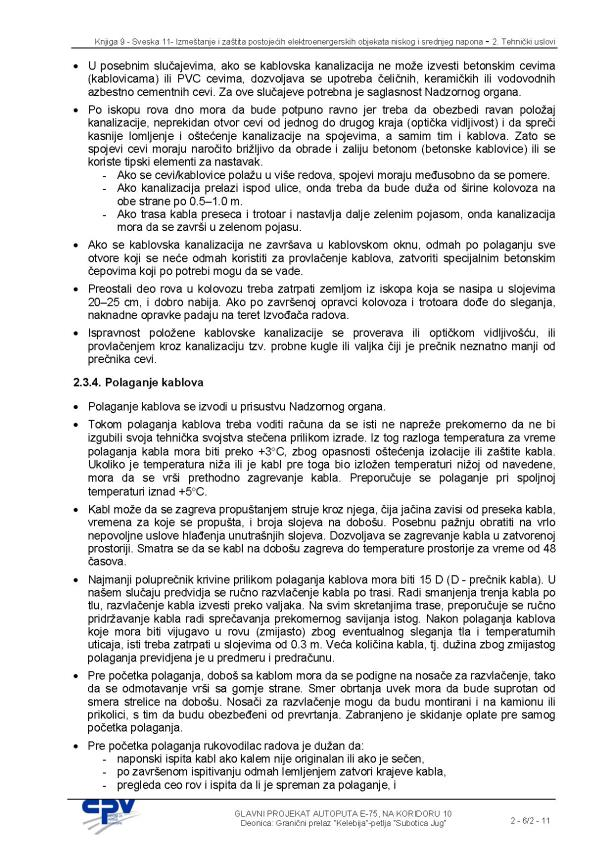 Knjiga 9 - Sveska 11- Izmeštanje i zaštita postojećih elektroenergerskih objekata niskog i srednjeg napona - 2. Tehnički uslovi
• U posebnim slučajevima, ako se kablovska kanalizacija ne može izvesti betonskim cevima
(kablovicama) ili PVC cevima, dozvoljava se upotreba čeličnih, keramičkih ili vodovodnih
azbestno cementnih cevi. Za ove slučajeve potrebna je saglasnost Nadzornog organa.
• Po iskopu rova dno mora da bude potpuno ravno jer treba da obezbedi ravan položaj
kanalizacije, neprekidan otvor cevi od jednog do drugog kraja (optička vidljivost) i da spreči
kasnije lomljenje i oštećenje kanalizacije na spojevima, a samim tim i kablova. Zato se
spojevi cevi moraju naročito brižljivo da obrade i zaliju betonom (betonske kablovice) ili se
koriste tipski elementi za nastavak.
- Ako se cevi/kablovice polažu u više redova, spojevi moraju međusobno da se pomere.
- Ako kanalizacija prelazi ispod ulice, onda treba da bude duža od širine kolovoza na
obe strane po 0.5–1.0 m.
- Ako trasa kabla preseca i trotoar i nastavlja dalje zelenim pojasom, onda kanalizacija
mora da se završi u zelenom pojasu.
• Ako se kablovska kanalizacija ne završava u kablovskom oknu, odmah po polaganju sve
otvore koji se neće odmah koristiti za provlačenje kablova, zatvoriti specijalnim betonskim
čepovima koji po potrebi mogu da se vade.
• Preostali deo rova u kolovozu treba zatrpati zemljom iz iskopa koja se nasipa u slojevima
20–25 cm, i dobro nabija. Ako po završenoj opravci kolovoza i trotoara dođe do sleganja,
naknadne opravke padaju na teret Izvođača radova.
• Ispravnost položene kablovske kanalizacije se proverava ili optičkom vidljivošću, ili
provlačenjem kroz kanalizaciju tzv. probne kugle ili valjka čiji je prečnik neznatno manji od
prečnika cevi.
2.3.4. Polaganje kablova
• Polaganje kablova se izvodi u prisustvu Nadzornog organa.
• Tokom polaganja kablova treba voditi računa da se isti ne napreže prekomerno da ne bi
izgubili svoja tehnička svojstva stečena prilikom izrade. Iz tog razloga temperatura za vreme
polaganja kabla mora biti preko +3°C, zbog opasnosti oštećenja izolacije ili zaštite kabla.
Ukoliko je temperatura niža ili je kabl pre toga bio izložen temperaturi nižoj od navedene,
mora da se vrši prethodno zagrevanje kabla. Preporučuje se polaganje pri spoljnoj
temperaturi iznad +5°C.
• Kabl može da se zagreva propuštanjem struje kroz njega, čija jačina zavisi od preseka kabla,
vremena za koje se propušta, i broja slojeva na dobošu. Posebnu pažnju obratiti na vrlo
nepovoljne uslove hlađenja unutrašnjih slojeva. Dozvoljava se zagrevanje kabla u zatvorenoj
prostoriji. Smatra se da se kabl na dobošu zagreva do temperature prostorije za vreme od 48
časova.
• Najmanji poluprečnik krivine prilikom polaganja kablova mora biti 15 D (D - prečnik kabla). U
našem slučaju predvidja se ručno razvlačenje kabla po trasi. Radi smanjenja trenja kabla po
tlu, razvlačenje kabla izvesti preko valjaka. Na svim skretanjima trase, preporučuje se ručno
pridržavanje kabla radi sprečavanja prekomernog savijanja istog. Nakon polaganja kablova
koje mora biti vijugavo u rovu (zmijasto) zbog eventualnog sleganja tla i temperaturnih
uticaja, isti treba zatrpati u slojevima od 0.3 m. Veća količina kabla, tj. dužina zbog zmijastog
polaganja previdjena je u predmeru i predračunu.
• Pre početka polaganja, doboš sa kablom mora da se podigne na nosače za razvlačenje, tako
da se odmotavanje vrši sa gornje strane. Smer obrtanja uvek mora da bude suprotan od
smera strelice na dobošu. Nosači za razvlačenje mogu da budu montirani i na kamionu ili
prikolici, s tim da budu obezbeđeni od prevrtanja. Zabranjeno je skidanje oplate pre samog
početka polaganja.
• Pre početka polaganja rukovodilac radova je dužan da:
- naponski ispita kabl ako kalem nije originalan ili ako je sečen,
- po završenom ispitivanju odmah lemljenjem zatvori krajeve kabla,
- pregleda ceo rov i ispita da li je spreman za polaganje, i
CPV
GLAVNI PROJEKAT AUTOPUTA E-75, NA KORIDORU 10
Deonica: Granični prelaz "Kelebija"-petlja "Subotica Jug"
2 - 6/2 - 11